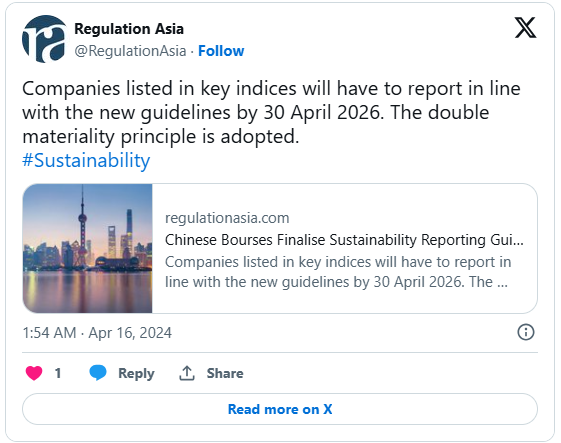 Regulation Asia
@RegulationAsia · Follow
Companies listed in key indices will have to report in line
with the new guidelines by 30 April 2026. The double
materiality principle is adopted.
#Sustainability
regulationasia.com
Chinese Bourses Finalise Sustainability Reporting Gui...
Companies listed in key indices will have to report in
line with the new guidelines by 30 April 2026. The ...
1:54 AM · Apr 16, 2024
1 Reply Share
Read more on X